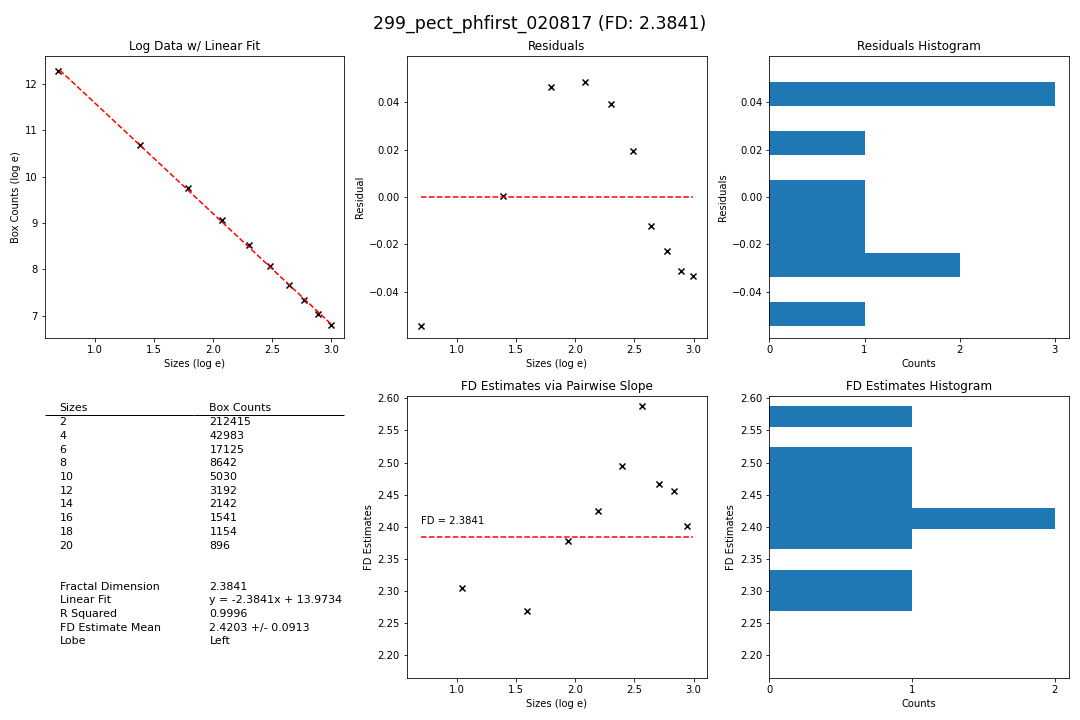 299_pect_phfirst_020817 (FD: 2.3841)
Log Data w/ Linear Fit
Box Counts (log e)
12
11
10
9
8
7
1.0 1.5 2.0 2.5 3.0
Sizes (log e)
Residuals
Residual
0.04
0.02
0.00
−0.02
−0.04
1.0 1.5 2.0 2.5 3.0
Sizes (log e)
Residuals Histogram
Residuals
0.04
0.02
0.00
−0.02
−0.04
0 1 2 3
Counts
Sizes Box Counts
2 212415
4 42983
6 17125
8 8642
10 5030
12 3192
14 2142
16 1541
18 1154
20 896
Fractal Dimension 2.3841
Linear Fit y = -2.3841x + 13.9734
R Squared 0.9996
FD Estimate Mean 2.4203 +/- 0.0913
Lobe Left
FD Estimates via Pairwise Slope
FD Estimates
2.60
2.55
2.50
2.45
2.40
2.35
2.30
2.25
2.20
FD = 2.3841
1.0 1.5 2.0 2.5 3.0
Sizes (log e)
FD Estimates Histogram
FD Estimates
2.60
2.55
2.50
2.45
2.40
2.35
2.30
2.25
2.20
0 1 2
Counts